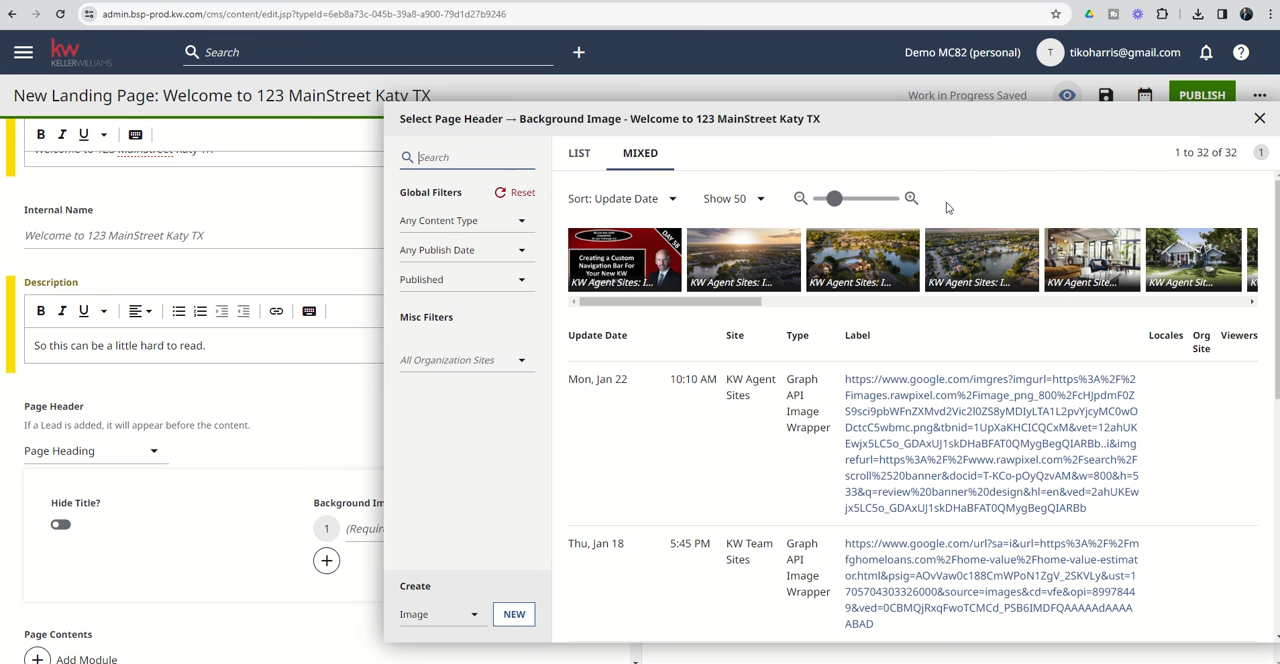 admin.bsp-prod.kw.com/cms/content/edit.jsp?typeId=6eb8a73c-045b-39a8-a900-79d1d27b9246
kw
KELLERWILLIAMS
Search
Demo MC82 (personal)
T
tikoharris@gmail.com
New Landing Page: Welcome to 123 MainStreet Katy TX
Work in Progress Saved
PUBLISH
B I U
Welcome to 123 MainStreet Katy TX
Internal Name
Welcome to 123 MainStreet Katy TX
Description
B I U
So this can be a little hard to read.
Page Header
If a Lead is added, it will appear before the content.
Page Heading
Hide Title?
Background Im
1
(Requir
Page Contents
Add Module
Select Page Header → Background Image - Welcome to 123 MainStreet Katy TX
Search
Global Filters
Reset
Any Content Type
Any Publish Date
Published
Misc Filters
All Organization Sites
Create
Image
NEW
LIST
MIXED
1 to 32 of 32
1
Sort: Update Date
Show 50
DAY 58
Creating a Custom
Navigation Bar For
Your New KW
KW Agent Sites: I...
KW Agent Sites: I...
KW Agent Sites: I...
KW Agent Sites: I...
KW Agent Site...
KW Agent Sit...
Update Date
Site
Type
Label
Locales
Org
Site
Viewers
Mon, Jan 22
10:10 AM
KW Agent
Sites
Graph
API
Image
Wrapper
https://www.google.com/imgres?imgurl=https%3A%2F%2
Fimages.rawpixel.com%2Fimage_png_800%2FcHJpdmF0Z
S9sci9pbWFnZXMvd2Vic2l0ZS8yMDIyLTA1L2pvYjcyMC0wO
DctcC5wbmc.png&tbnid=1UpXaKHCICQCxM&vet=12ahUK
Ewjx5LC5o_GDAxUJ1skDHaBFAT0QMygBegQIARBb..i&img
refurl=https%3A%2F%2Fwww.rawpixel.com%2Fsearch%2F
scroll%2520banner&docid=T-KCo-pOyQzvAM&w=800&h=5
33&q=review%20banner%20design&hl=en&ved=2ahUKEw
jx5LC5o_GDAxUJ1skDHaBFAT0QMygBegQIARBb
Thu, Jan 18
5:45 PM
KW Team
Sites
Graph
API
Image
Wrapper
https://www.google.com/url?sa=i&url=https%3A%2F%2Fm
fghomeloans.com%2Fhome-value%2Fhome-value-estimat
or.html&psig=AOvVaw0c188CmWPoN1ZgV_2SKVLy&ust=1
705704303326000&source=images&cd=vfe&opi=8997844
9&ved=0CBMQjRxqFwoTCMCd_PSB6IMDFQAAAAAdAAAA
ABAD